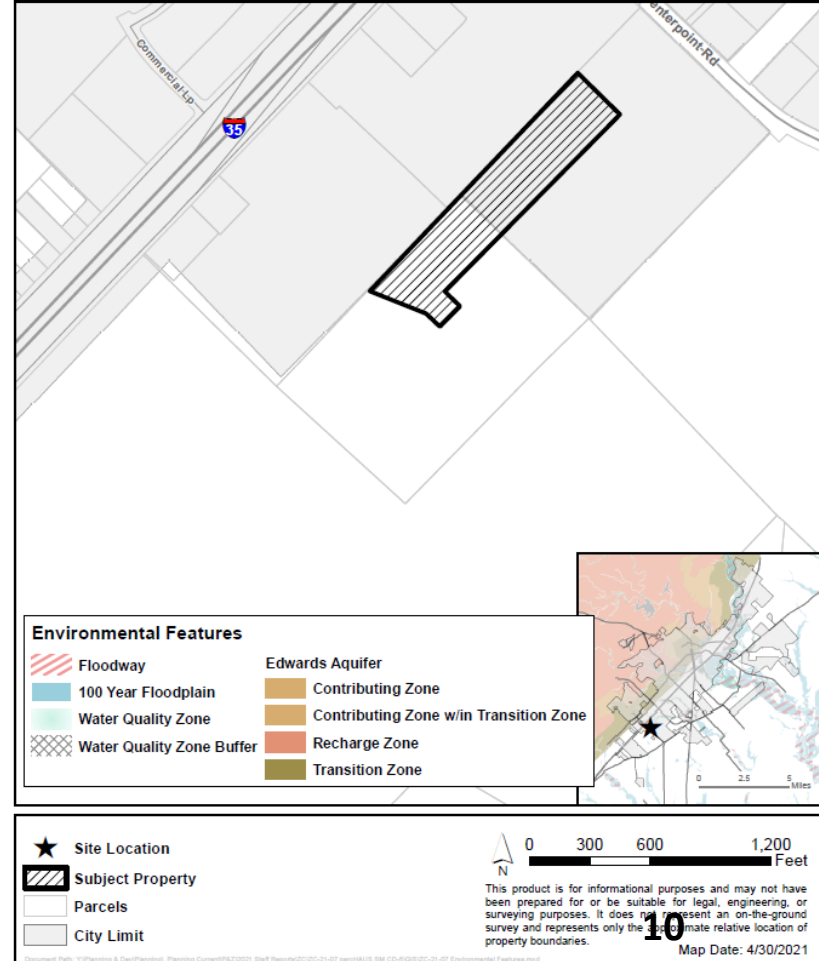 enterpoint-Rd
Commercial-Lp
35
Environmental Features
Floodway
100 Year Floodplain
Water Quality Zone
Water Quality Zone Buffer
Edwards Aquifer
Contributing Zone
Contributing Zone w/in Transition Zone
Recharge Zone
Transition Zone
0 2.5 5
Miles
Site Location
Subject Property
Parcels
City Limit
N
0 300 600 1,200
Feet
This product is for informational purposes and may not have
been prepared for or be suitable for legal, engineering, or
surveying purposes. It does not represent an on-the-ground
survey and represents only the approximate relative location of
property boundaries.
10
Map Date: 4/30/2021